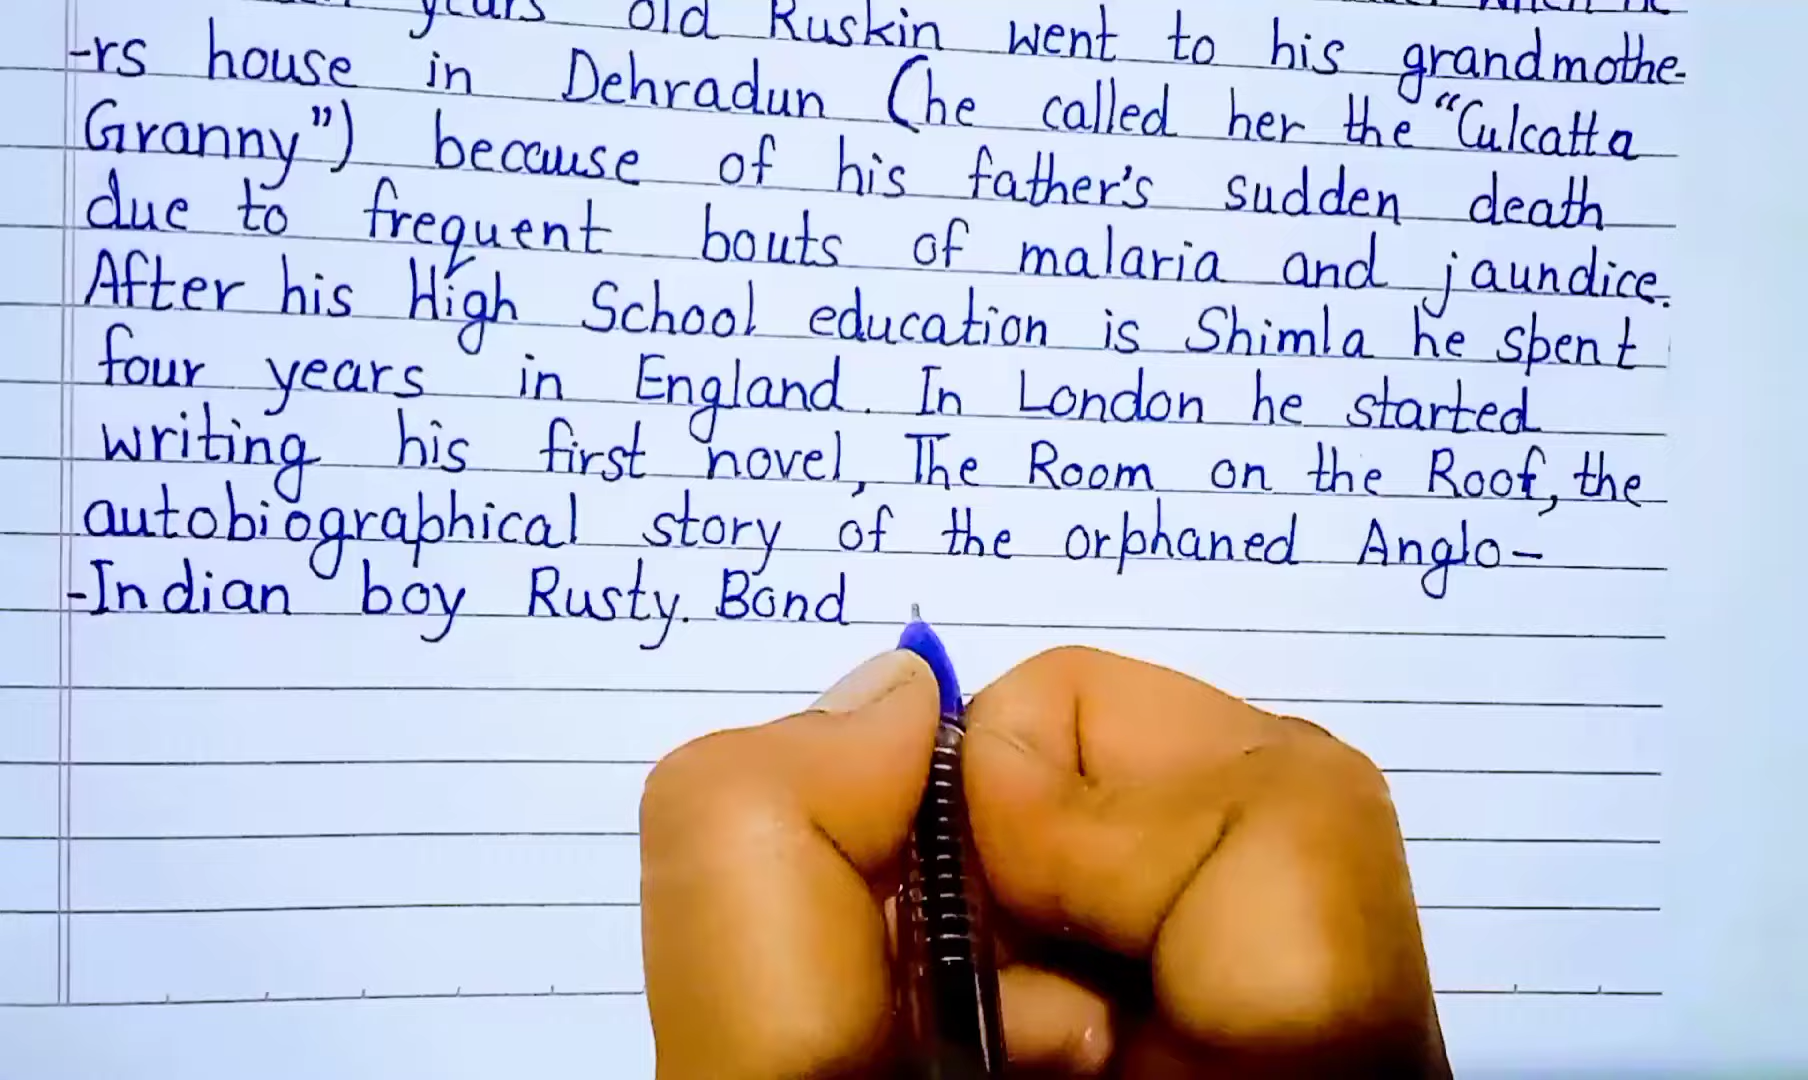 years old Ruskin went to his grandmothe-
-rs house in Dehradun (he called her the "Culcatta
Granny") because of his father's sudden death
due to frequent bouts of malaria and jaundice.
After his High School education is Shimla he spent
four years in England. In London he started
writing his first novel, The Room on the Roof, the
autobiographical story of the orphaned Anglo-
-Indian boy Rusty. Bond